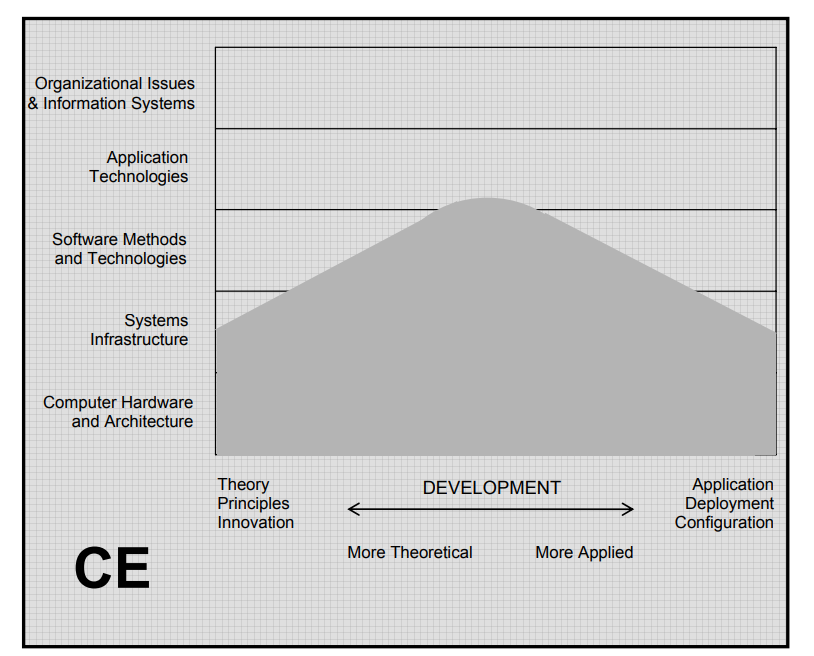 Organizational Issues
& Information Systems
Application
Technologies
Software Methods
and Technologies
Systems
Infrastructure
Computer Hardware
and Architecture
Theory
Principles
Innovation
DEVELOPMENT
Application
Deployment
Configuration
More Theoretical
More Applied
CE